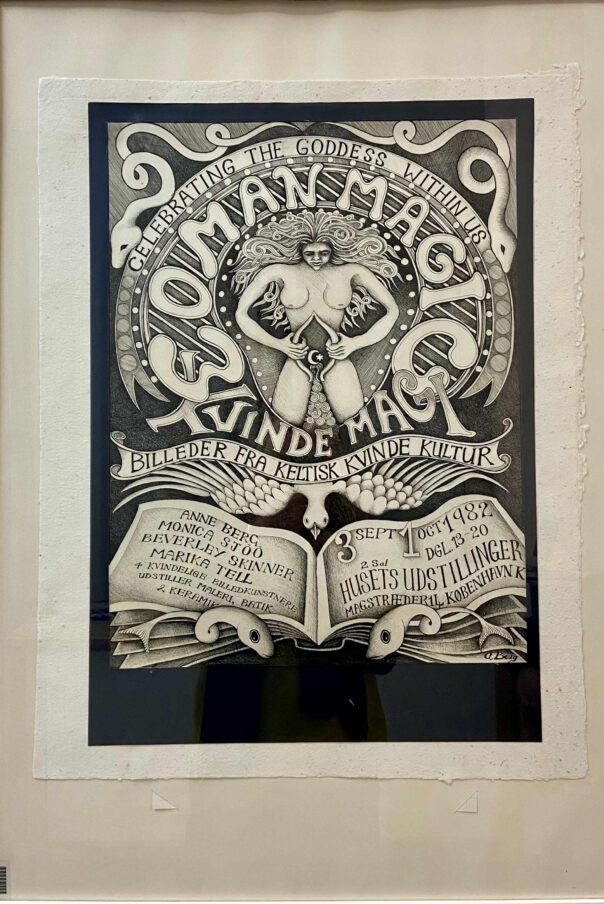 CELEBRATING THE GODDESS WITHIN US
WOMAN MAGIC
KVINDE MAGT
BILLEDER FRA KELTISK KVINDE KULTUR
ANNE BERG,
MONICA SJÖÖ
BEVERLEY SKINNER
MARIKA TELL
4 KVINDELIGE BILLEDKUNSTNERE
UDSTILLER MALERI, BATIK
& KERAMIK
3 SEPT 1 OCT 1982
DGL. 13-20
2 Sal
HUSETS UDSTILLINGER
MAGSTRÆDE 14, KØBENHAVN K
A. Berg